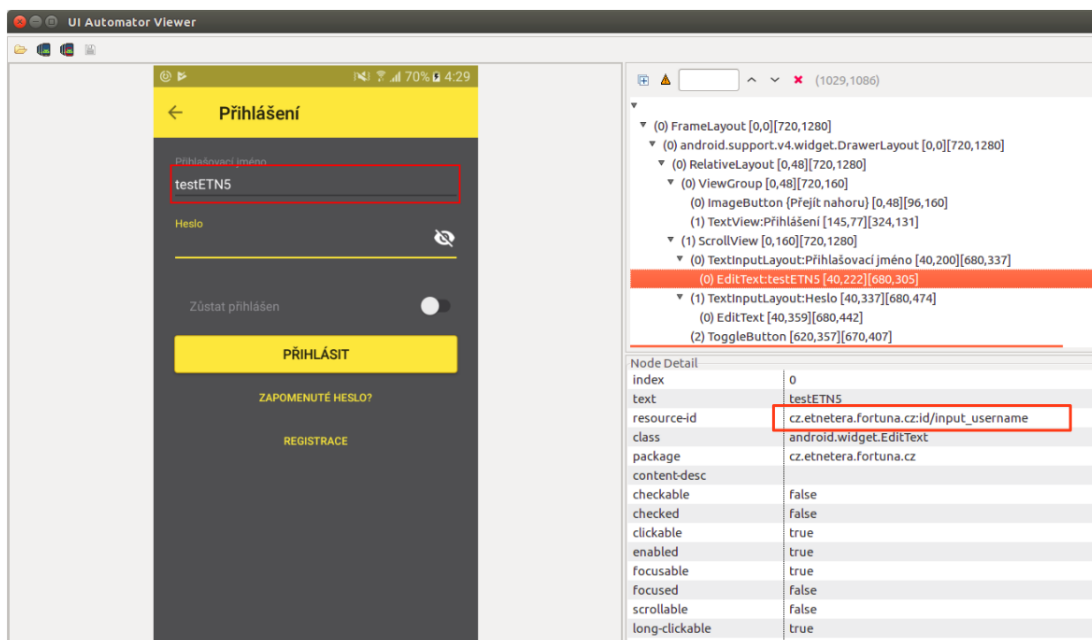 UI Automator Viewer
70% 4:29
Přihlášení
Přihlašovací jméno
testETN5
Heslo
Zůstat přihlášen
PŘIHLÁSIT
ZAPOMENUTÉ HESLO?
REGISTRACE
(1029,1086)
(0) FrameLayout [0,0][720,1280]
(0) android.support.v4.widget.DrawerLayout [0,0][720,1280]
(0) RelativeLayout [0,48][720,1280]
(0) ViewGroup [0,48][720,160]
(0) ImageButton {Přejít nahoru} [0,48][96,160]
(1) TextView:Přihlášení [145,77][324,131]
(1) ScrollView [0,160][720,1280]
(0) TextInputLayout:Přihlašovací jméno [40,200][680,337]
(0) EditText:testETN5 [40,222][680,305]
(1) TextInputLayout:Heslo [40,337][680,474]
(0) EditText [40,359][680,442]
(2) ToggleButton [620,357][670,407]
Node Detail
index 0
text testETN5
resource-id cz.etnetera.fortuna.cz:id/input_username
class android.widget.EditText
package cz.etnetera.fortuna.cz
content-desc
checkable false
checked false
clickable true
enabled true
focusable true
focused false
scrollable false
long-clickable true